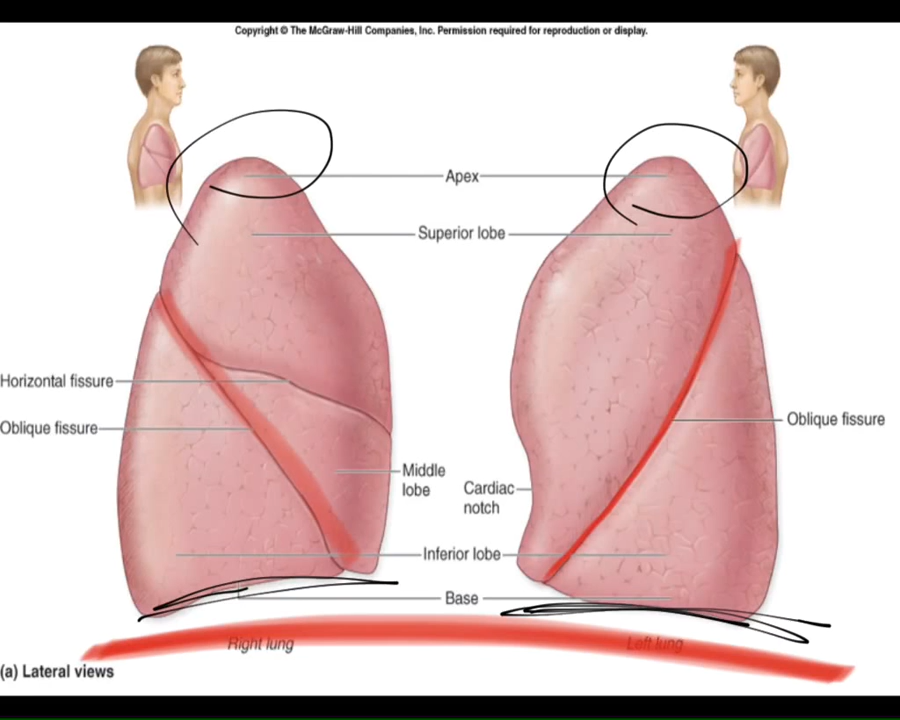 Copyright © The McGraw-Hill Companies, Inc. Permission required for reproduction or display.
Apex
Superior lobe
Horizontal fissure
Oblique fissure
Oblique fissure
Middle
lobe
Cardiac
notch
Inferior lobe
Base
Right lung
Left lung
(a) Lateral views